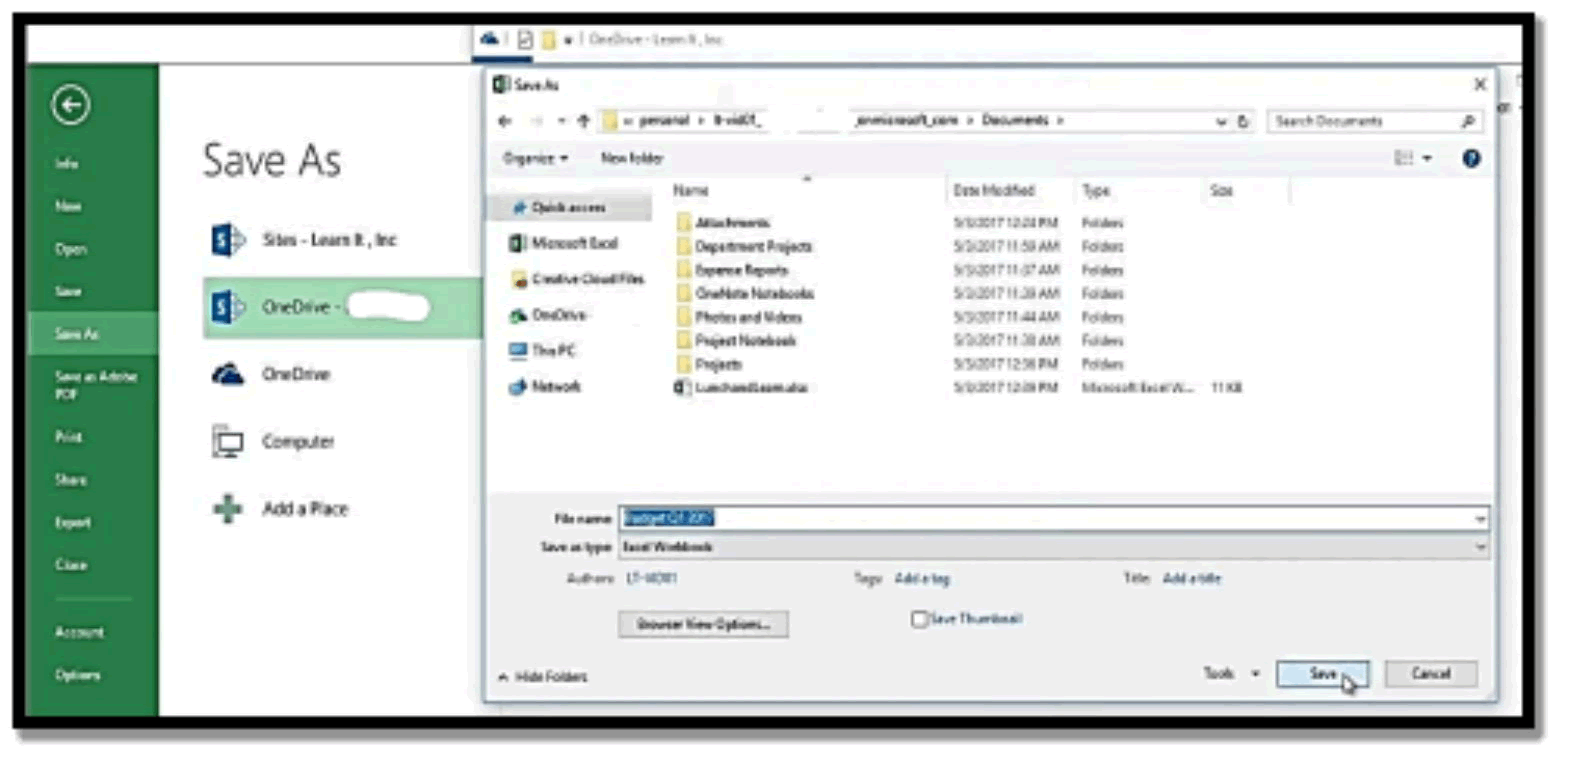 OneDrive - Learn It, Inc
Save As
personal > lt-vid01_ _onmicrosoft_com > Documents >
Search Documents
Organize
New folder
Info
New
Open
Save
Save As
Save as Adobe
PDF
Print
Share
Export
Close
Account
Options
Save As
Sites - Learn It , Inc
OneDrive -
OneDrive
Computer
Add a Place
Quick access
Microsoft Excel
Creative Cloud Files
OneDrive
This PC
Network
Name Date Modified Type Size
Attachments 5/3/2017 12:24 PM Folders
Department Projects 5/3/2017 11:59 AM Folders
Expense Reports 5/3/2017 11:37 AM Folders
OneNote Notebooks 5/3/2017 11:39 AM Folders
Photos and Videos 5/3/2017 11:44 AM Folders
Project Notebook 5/3/2017 11:38 AM Folders
Projects 5/3/2017 12:36 PM Folders
LunchandLearn.xlsx 5/3/2017 12:39 PM Microsoft Excel W... 11 KB
File name: Budget Q1 2017
Save as type: Excel Workbook
Authors: LT-VID01 Tags: Add a tag Title: Add a title
Browser View Options...
Save Thumbnail
Hide Folders
Tools Save Cancel